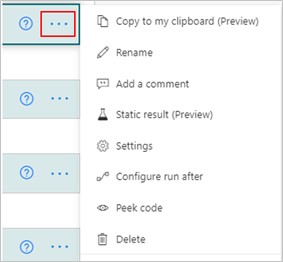 Copy to my clipboard (Preview)
Rename
Add a comment
Static result (Preview)
Settings
Configure run after
Peek code
Delete